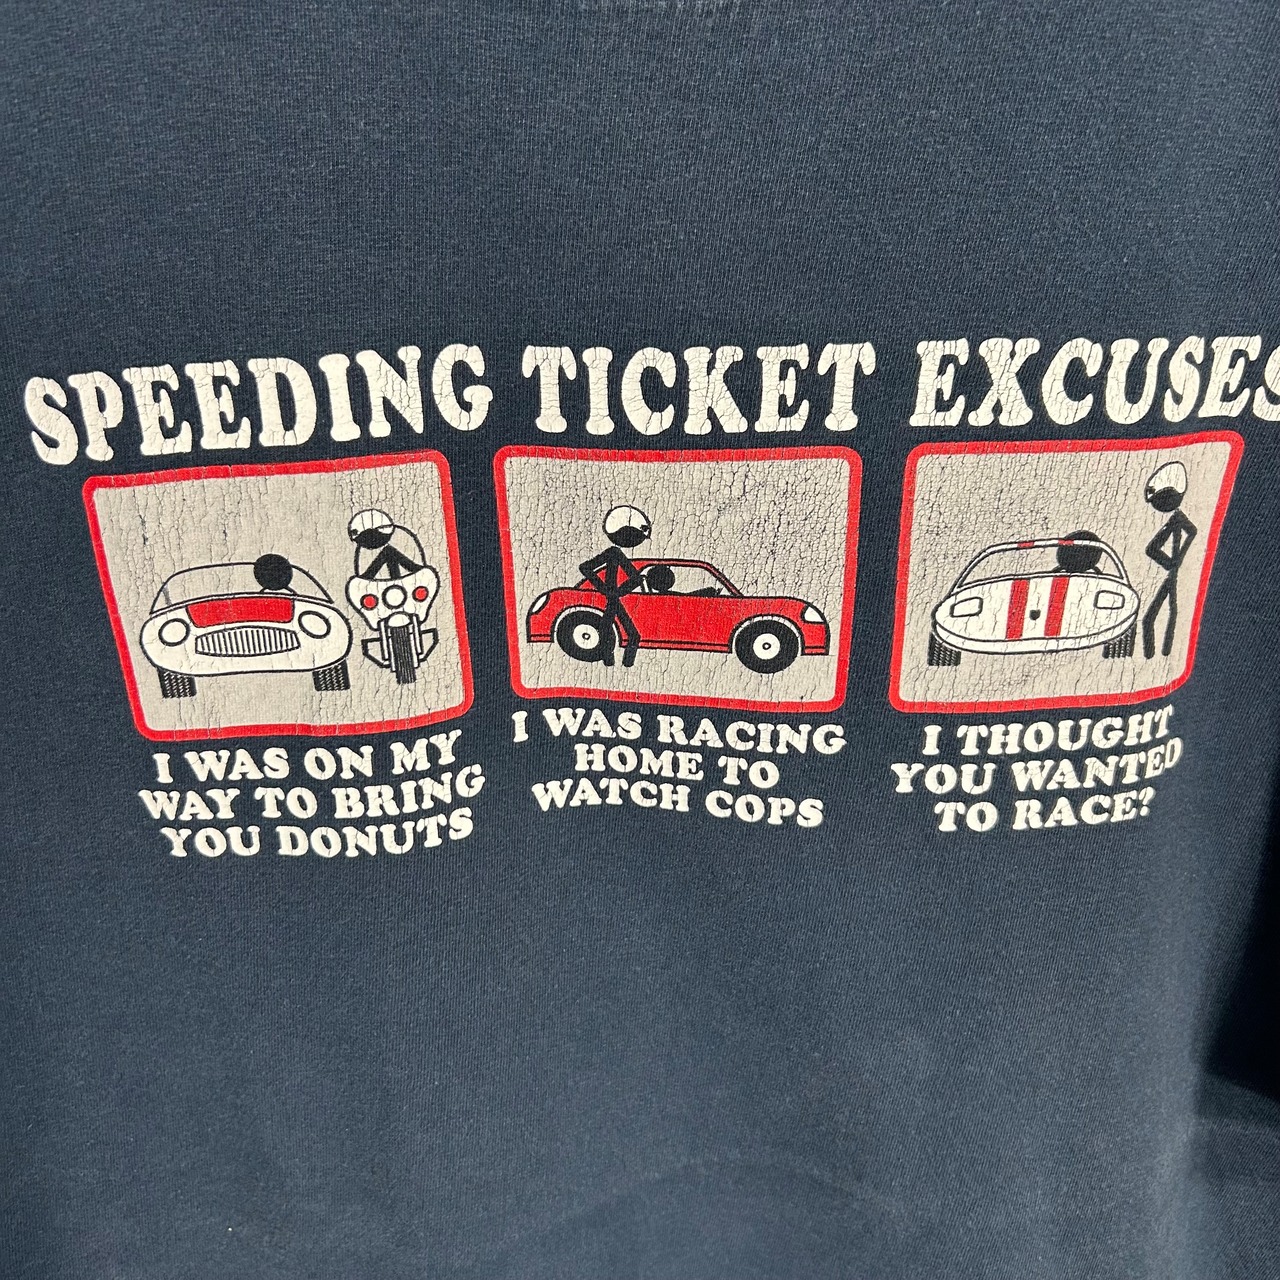 SPEEDING TICKET EXCUSES
I WAS ON MY
WAY TO BRING
YOU DONUTS
I WAS RACING
HOME TO
WATCH COPS
I THOUGHT
YOU WANTED
TO RACE?